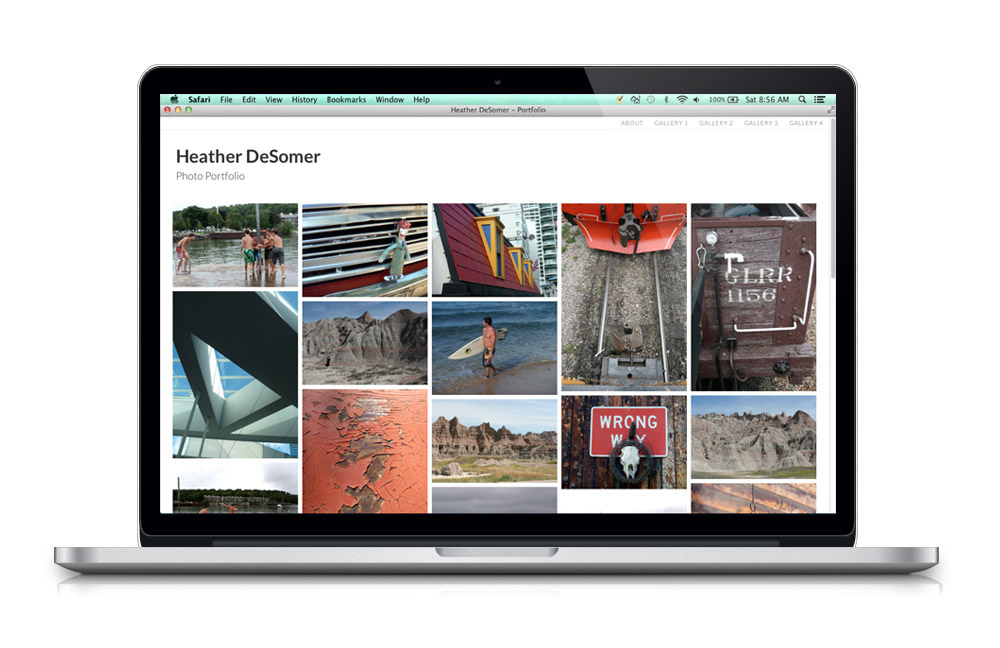 Safari File Edit View History Bookmarks Window Help 100% Sat 8:56 AM
Heather DeSomer – Portfolio
ABOUT GALLERY 1 GALLERY 2 GALLERY 3 GALLERY 4
Heather DeSomer
Photo Portfolio
GLRR
1156
WRONG
WAY